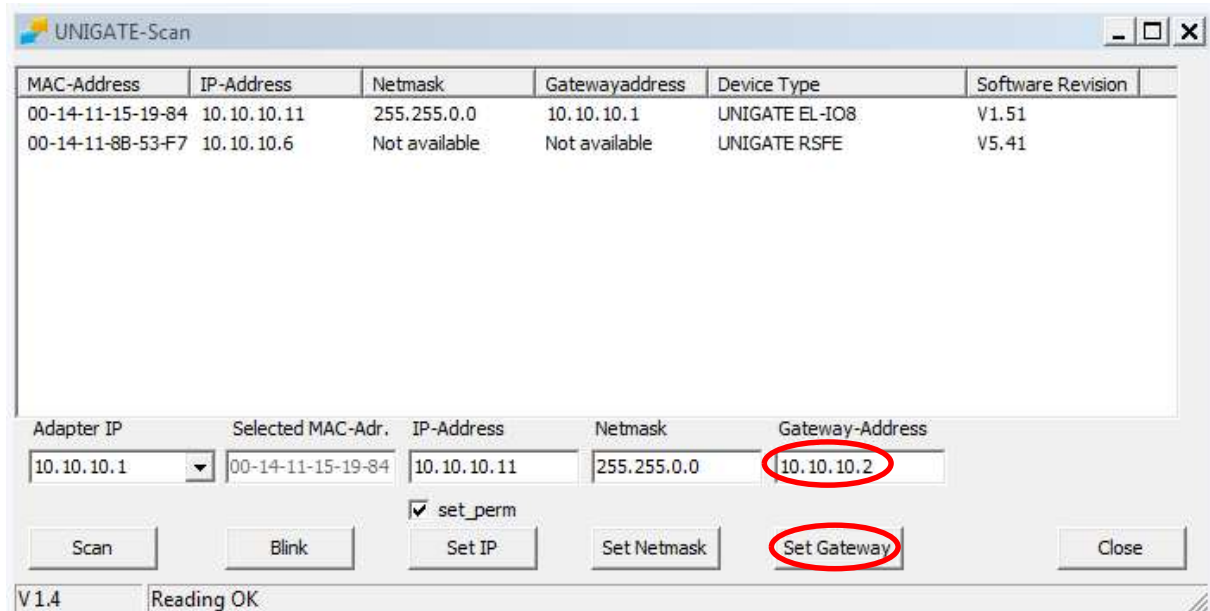 UNIGATE-Scan
MAC-Address IP-Address Netmask Gatewayaddress Device Type Software Revision
00-14-11-15-19-84 10.10.10.11 255.255.0.0 10.10.10.1 UNIGATE EL-IO8 V1.51
00-14-11-8B-53-F7 10.10.10.6 Not available Not available UNIGATE RSFE V5.41
Adapter IP Selected MAC-Adr. IP-Address Netmask Gateway-Address
10.10.10.1 00-14-11-15-19-84 10.10.10.11 255.255.0.0 10.10.10.2
set_perm
Scan Blink Set IP Set Netmask Set Gateway Close
V 1.4 Reading OK